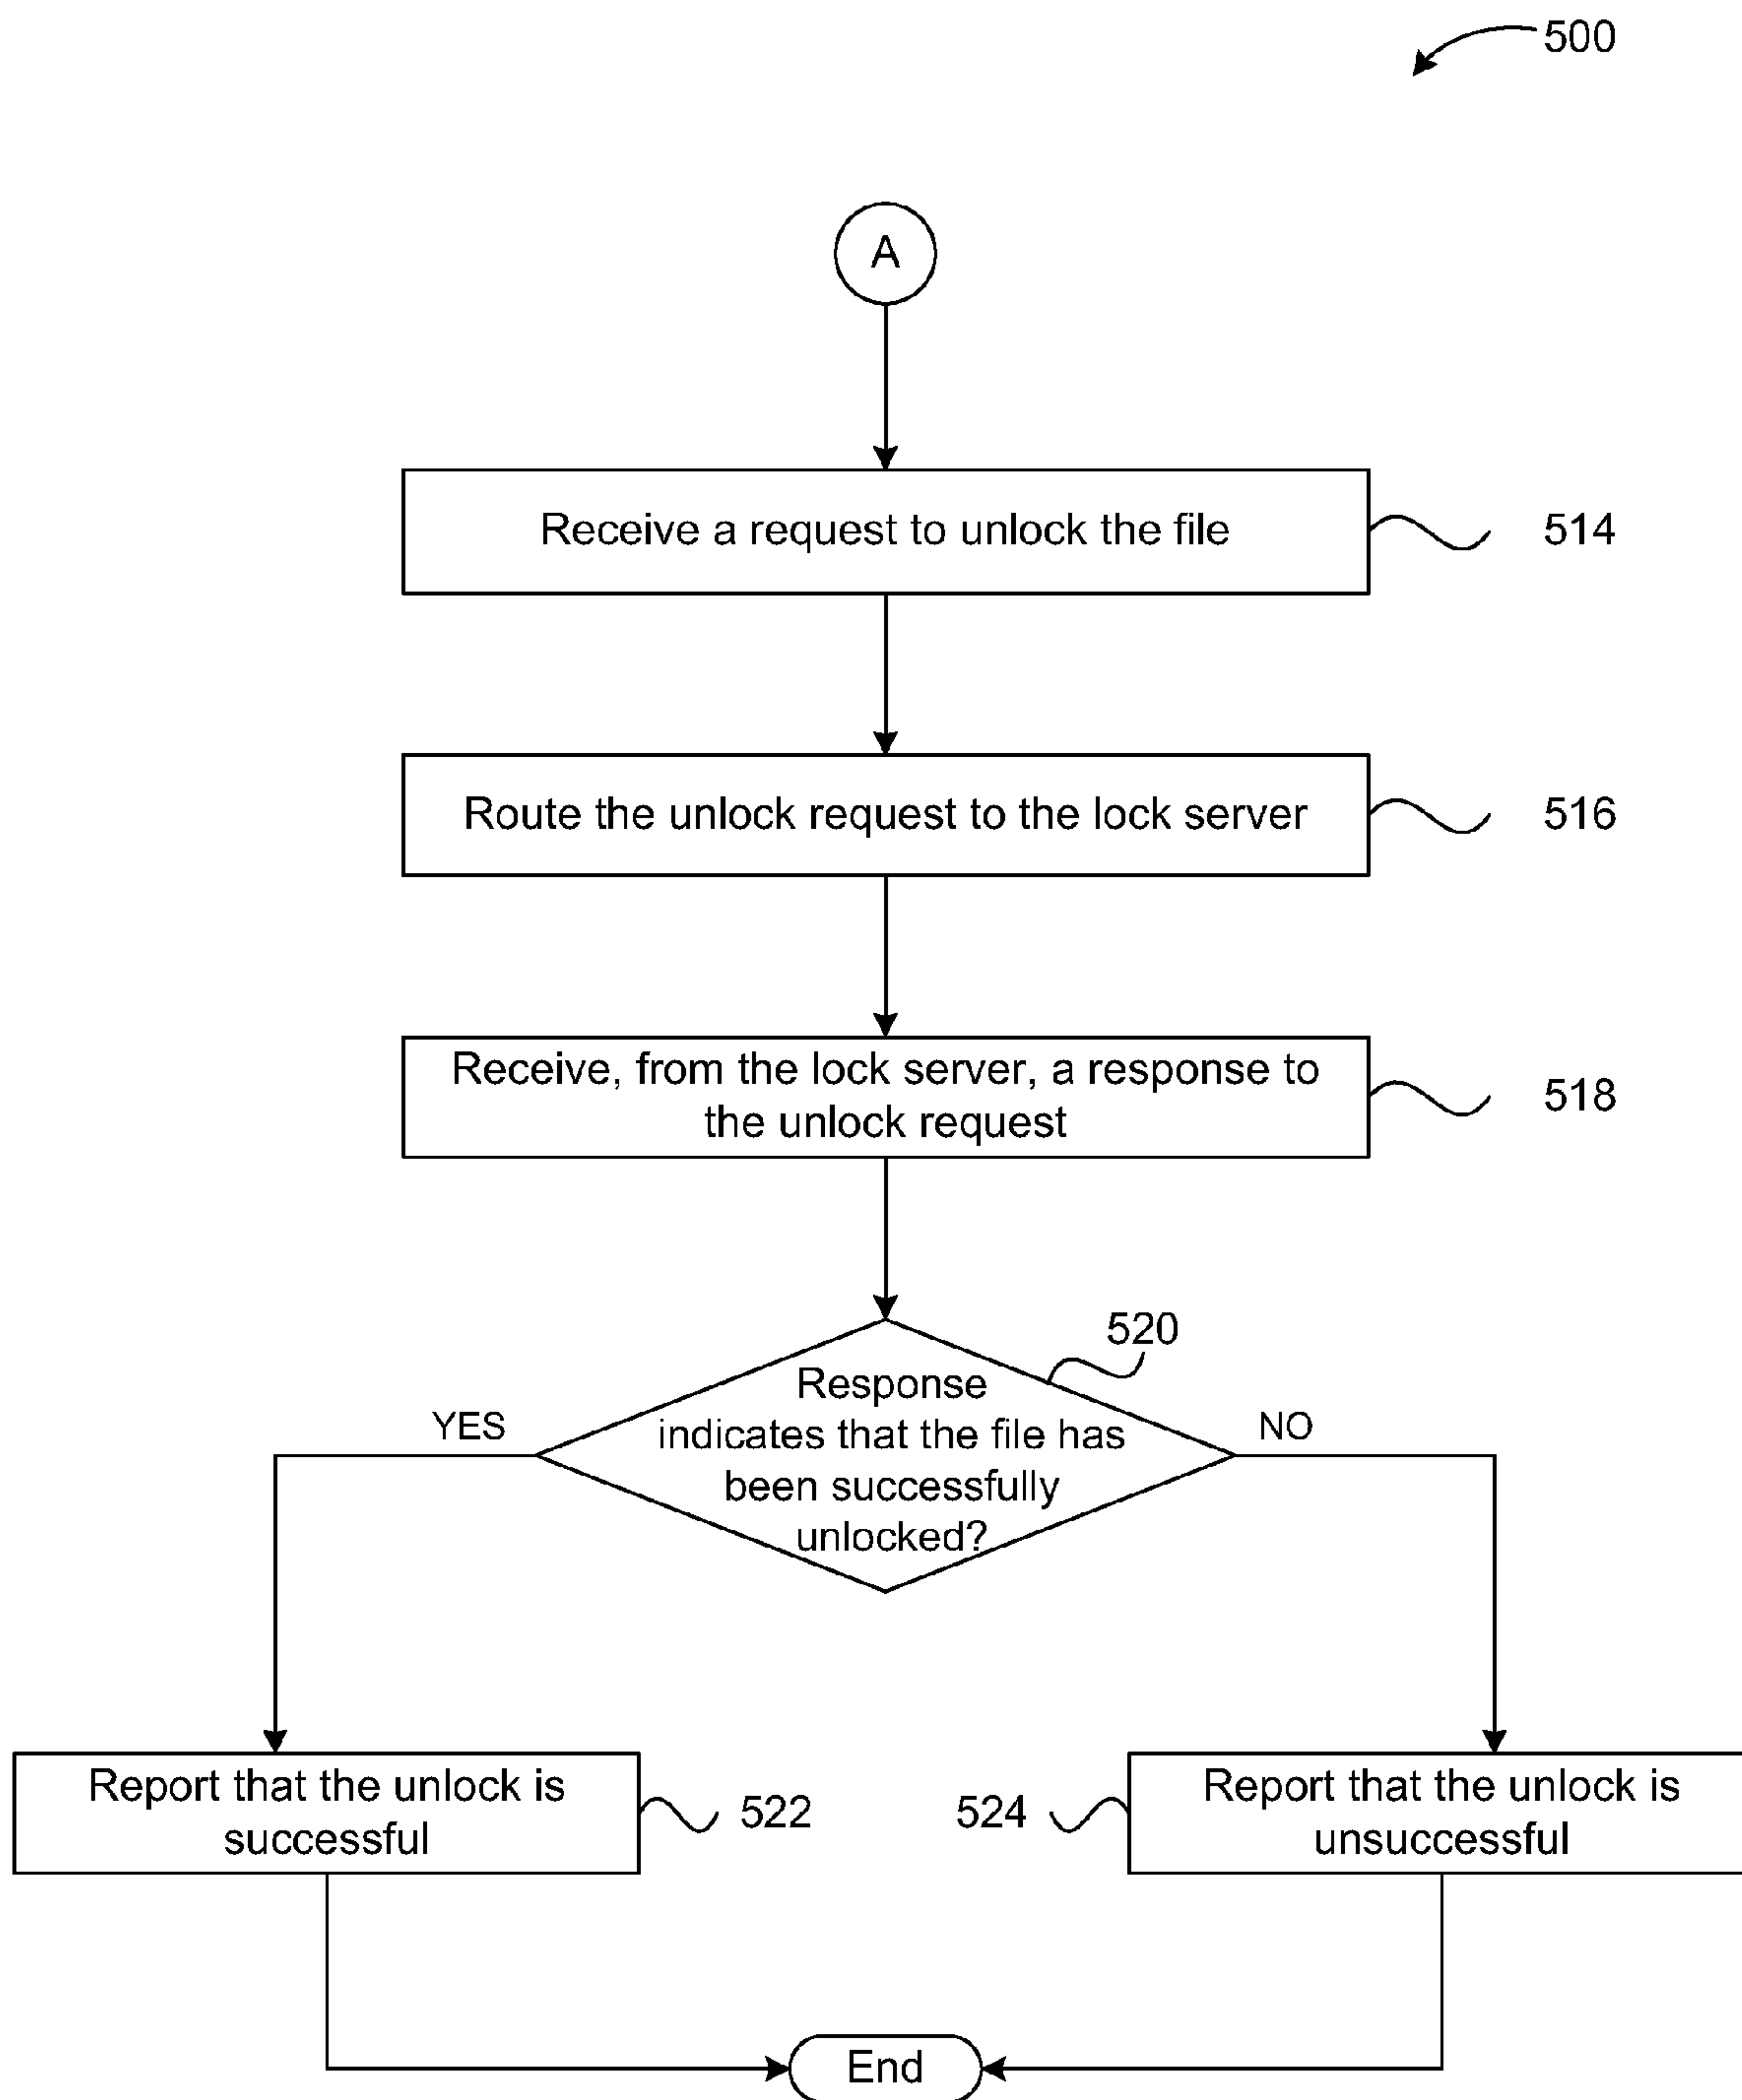 500
A
Receive a request to unlock the file
514
Route the unlock request to the lock server
516
Receive, from the lock server, a response to
the unlock request
518
520
Response
indicates that the file has
been successfully
unlocked?
YES
NO
Report that the unlock is
successful
522
524
Report that the unlock is
unsuccessful
End